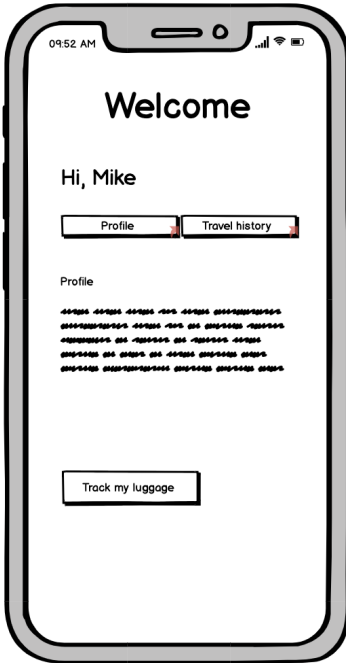 09:52 AM
Welcome
Hi, Mike
Profile Travel history
Profile
Track my luggage